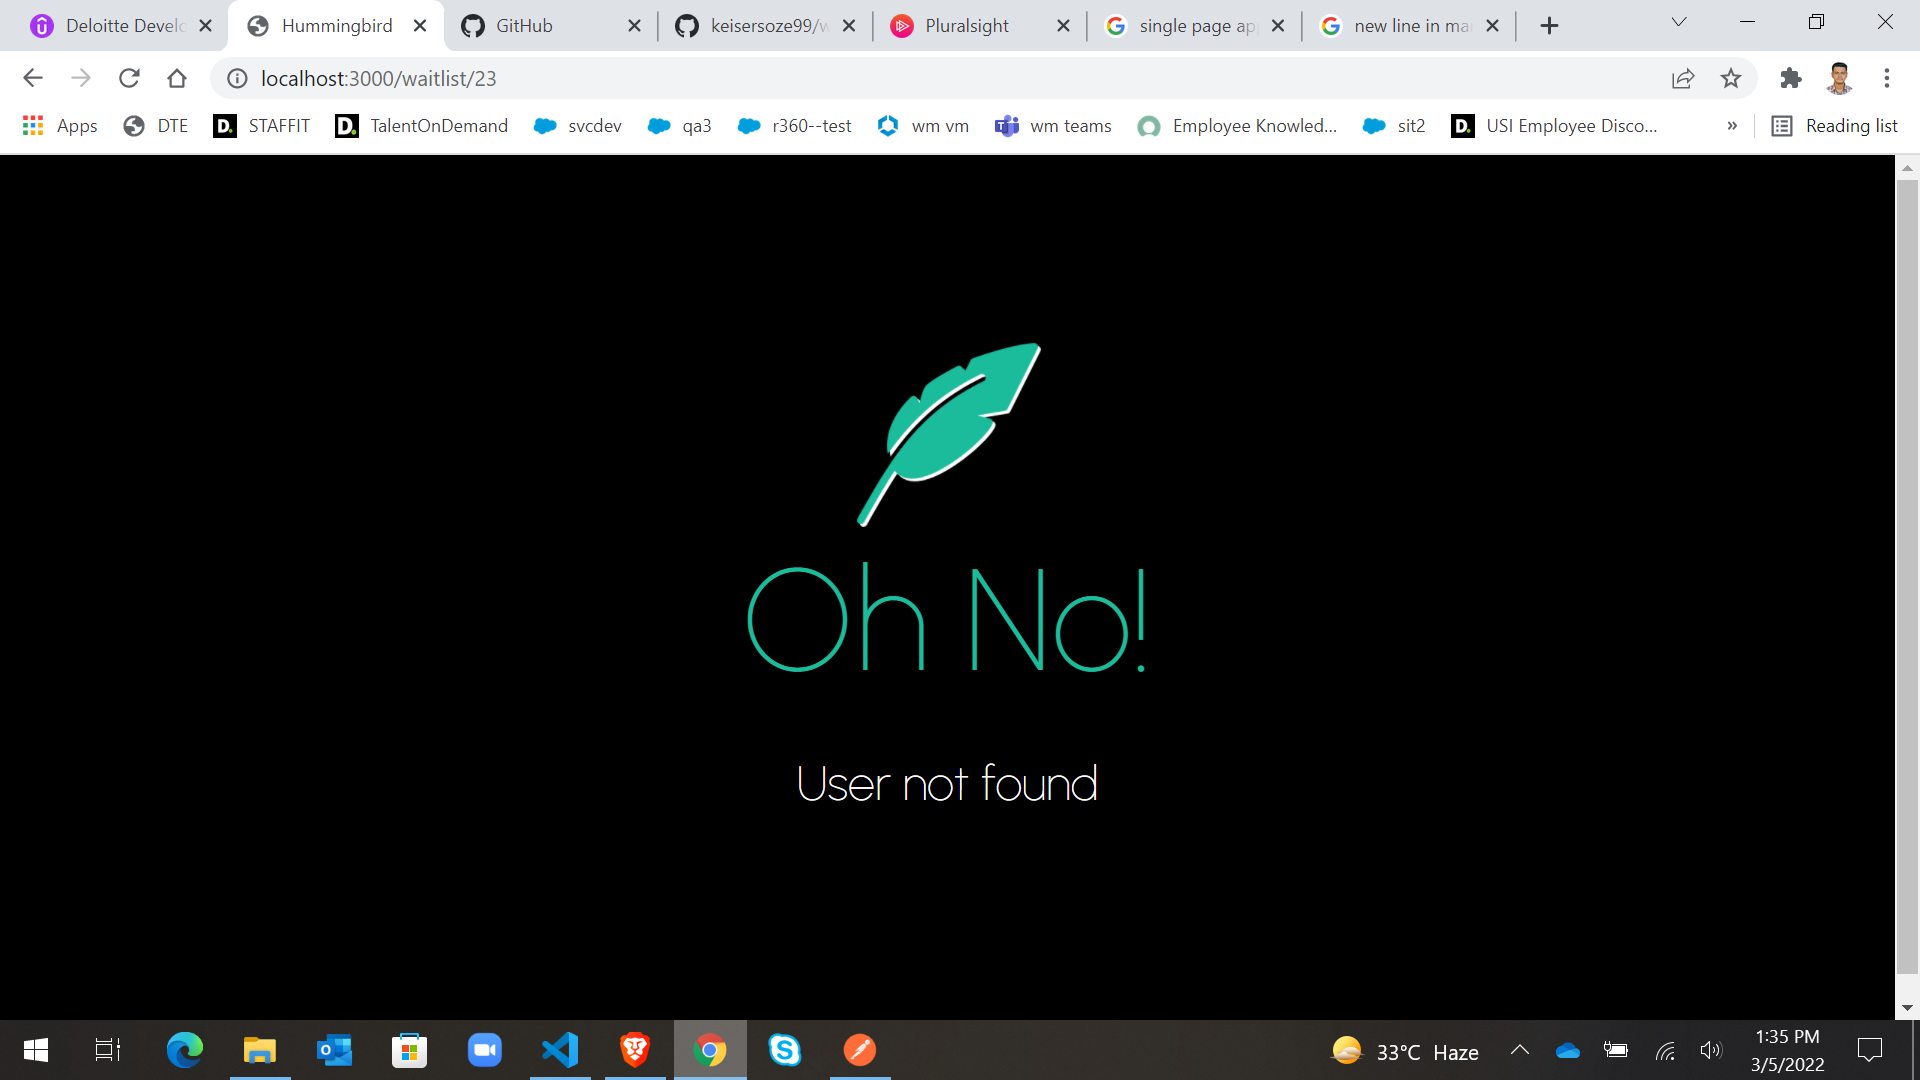 Deloitte Develo
Hummingbird
GitHub
keisersoze99/w
Pluralsight
single page ap
new line in ma
localhost:3000/waitlist/23
Apps
DTE
D. STAFFIT
D. TalentOnDemand
svcdev
qa3
r360--test
wm vm
wm teams
Employee Knowled...
sit2
D. USI Employee Disco...
»
Reading list
Oh No!
User not found
33°C Haze
1:35 PM
3/5/2022